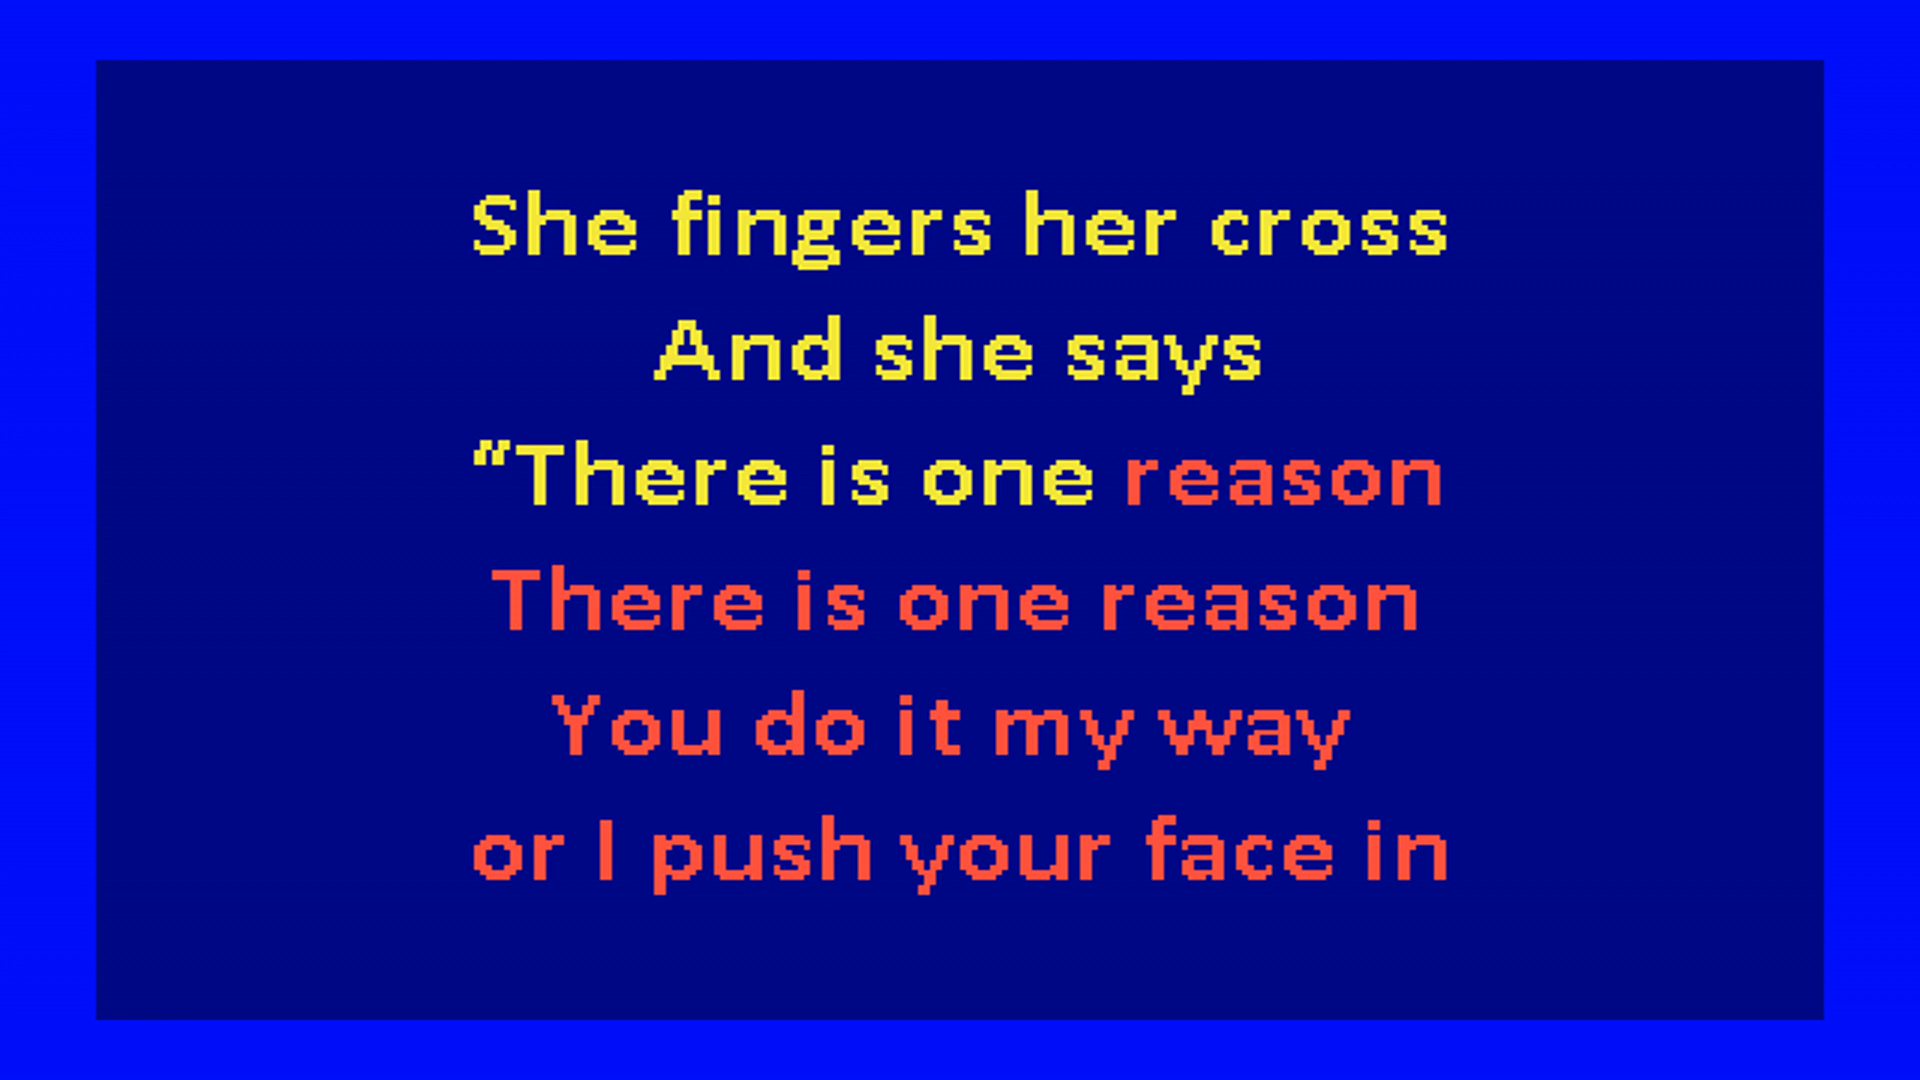 She fingers her cross
And she says
“There is one reason
There is one reason
You do it my way
or I push your face in